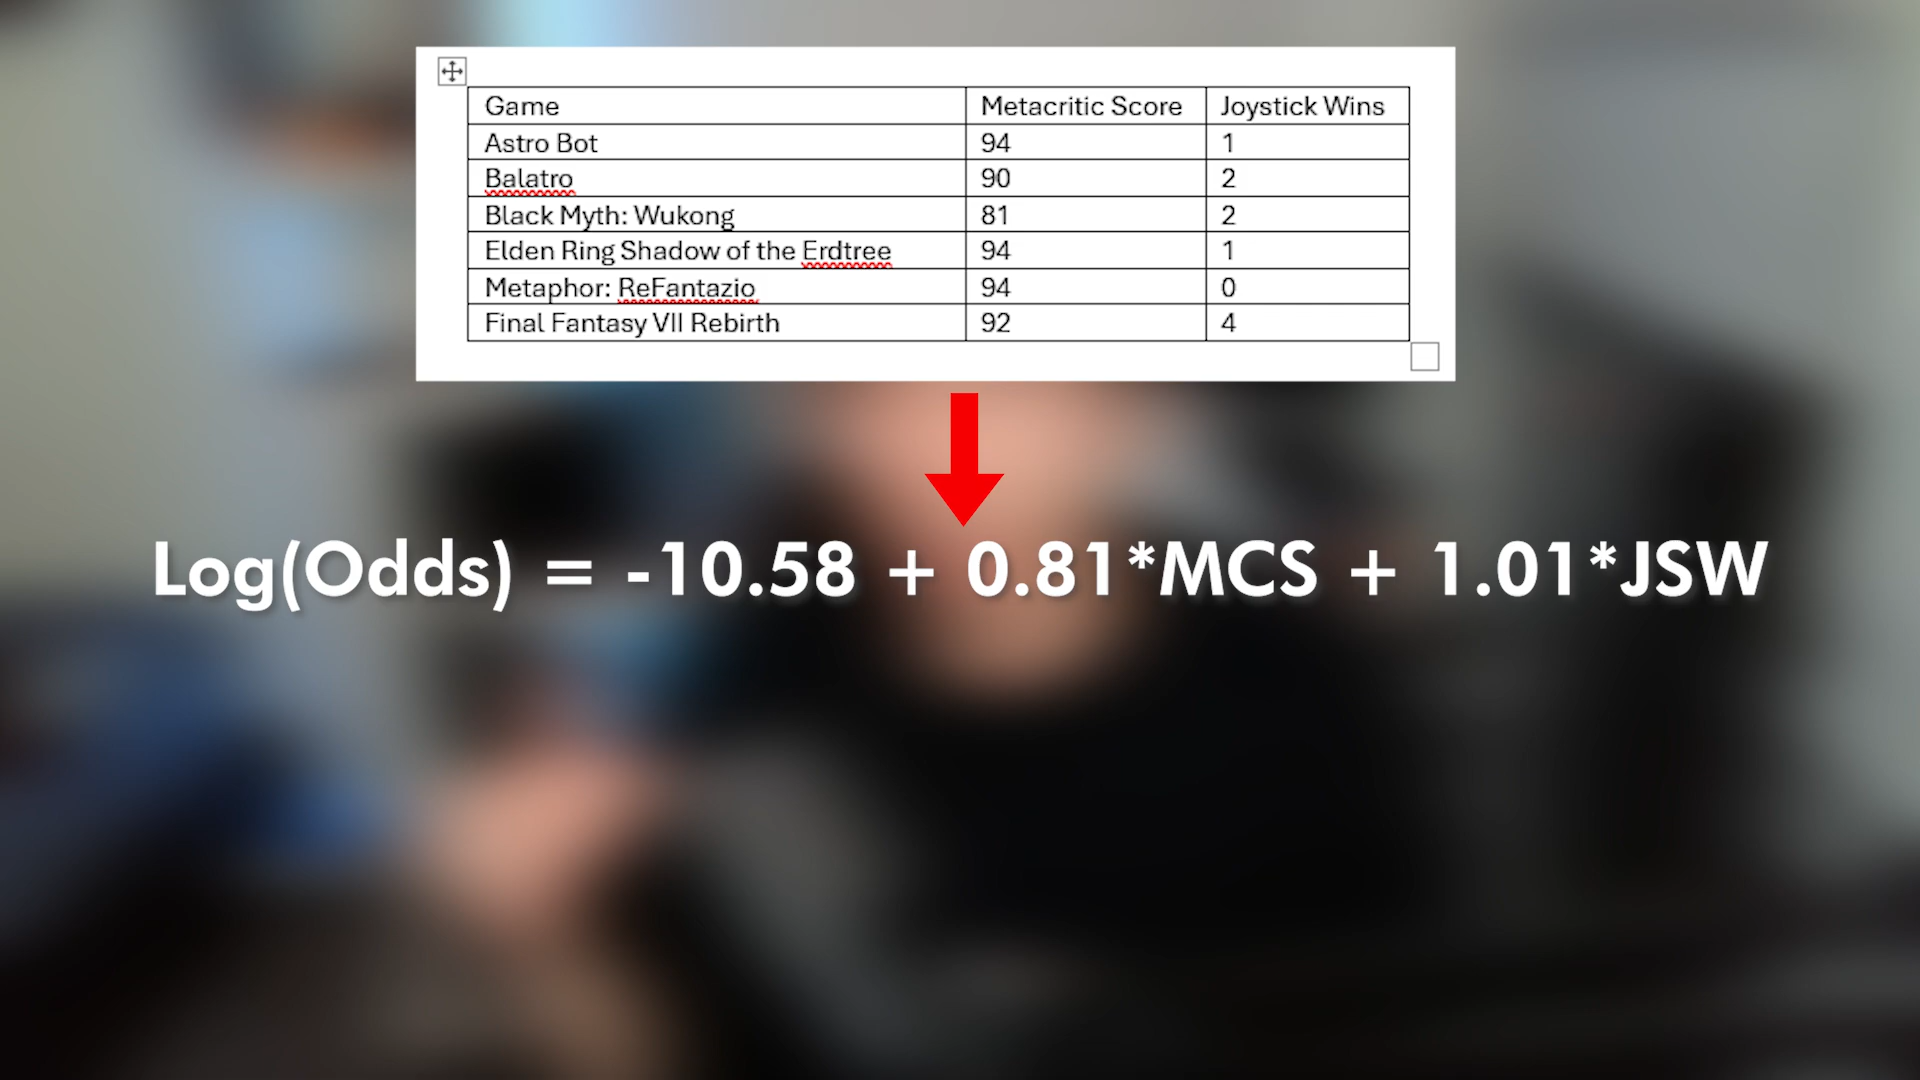 Game Metacritic Score Joystick Wins
Astro Bot 94 1
Balatro 90 2
Black Myth: Wukong 81 2
Elden Ring Shadow of the Erdtree 94 1
Metaphor: ReFantazio 94 0
Final Fantasy VII Rebirth 92 4
Log(Odds) = -10.58 + 0.81*MCS + 1.01*JSW